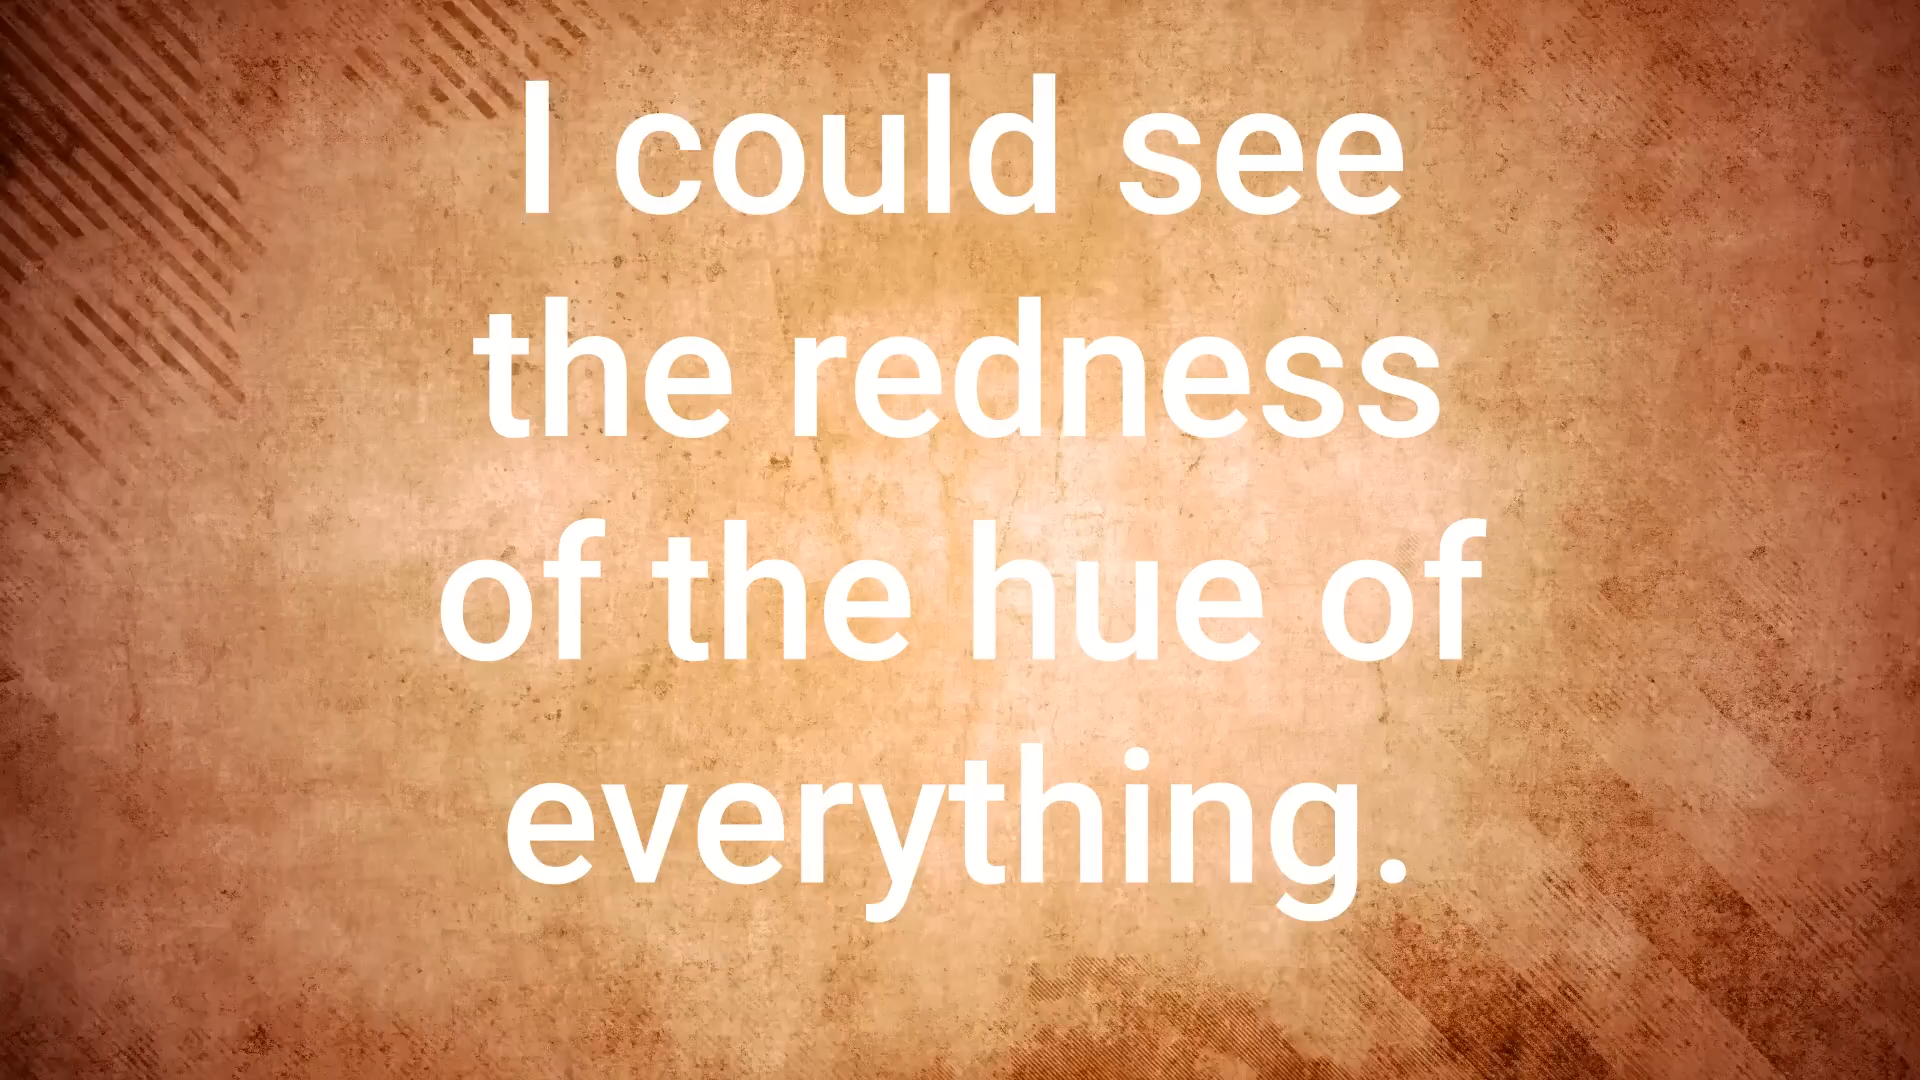 I could see
the redness
of the hue of
everything.